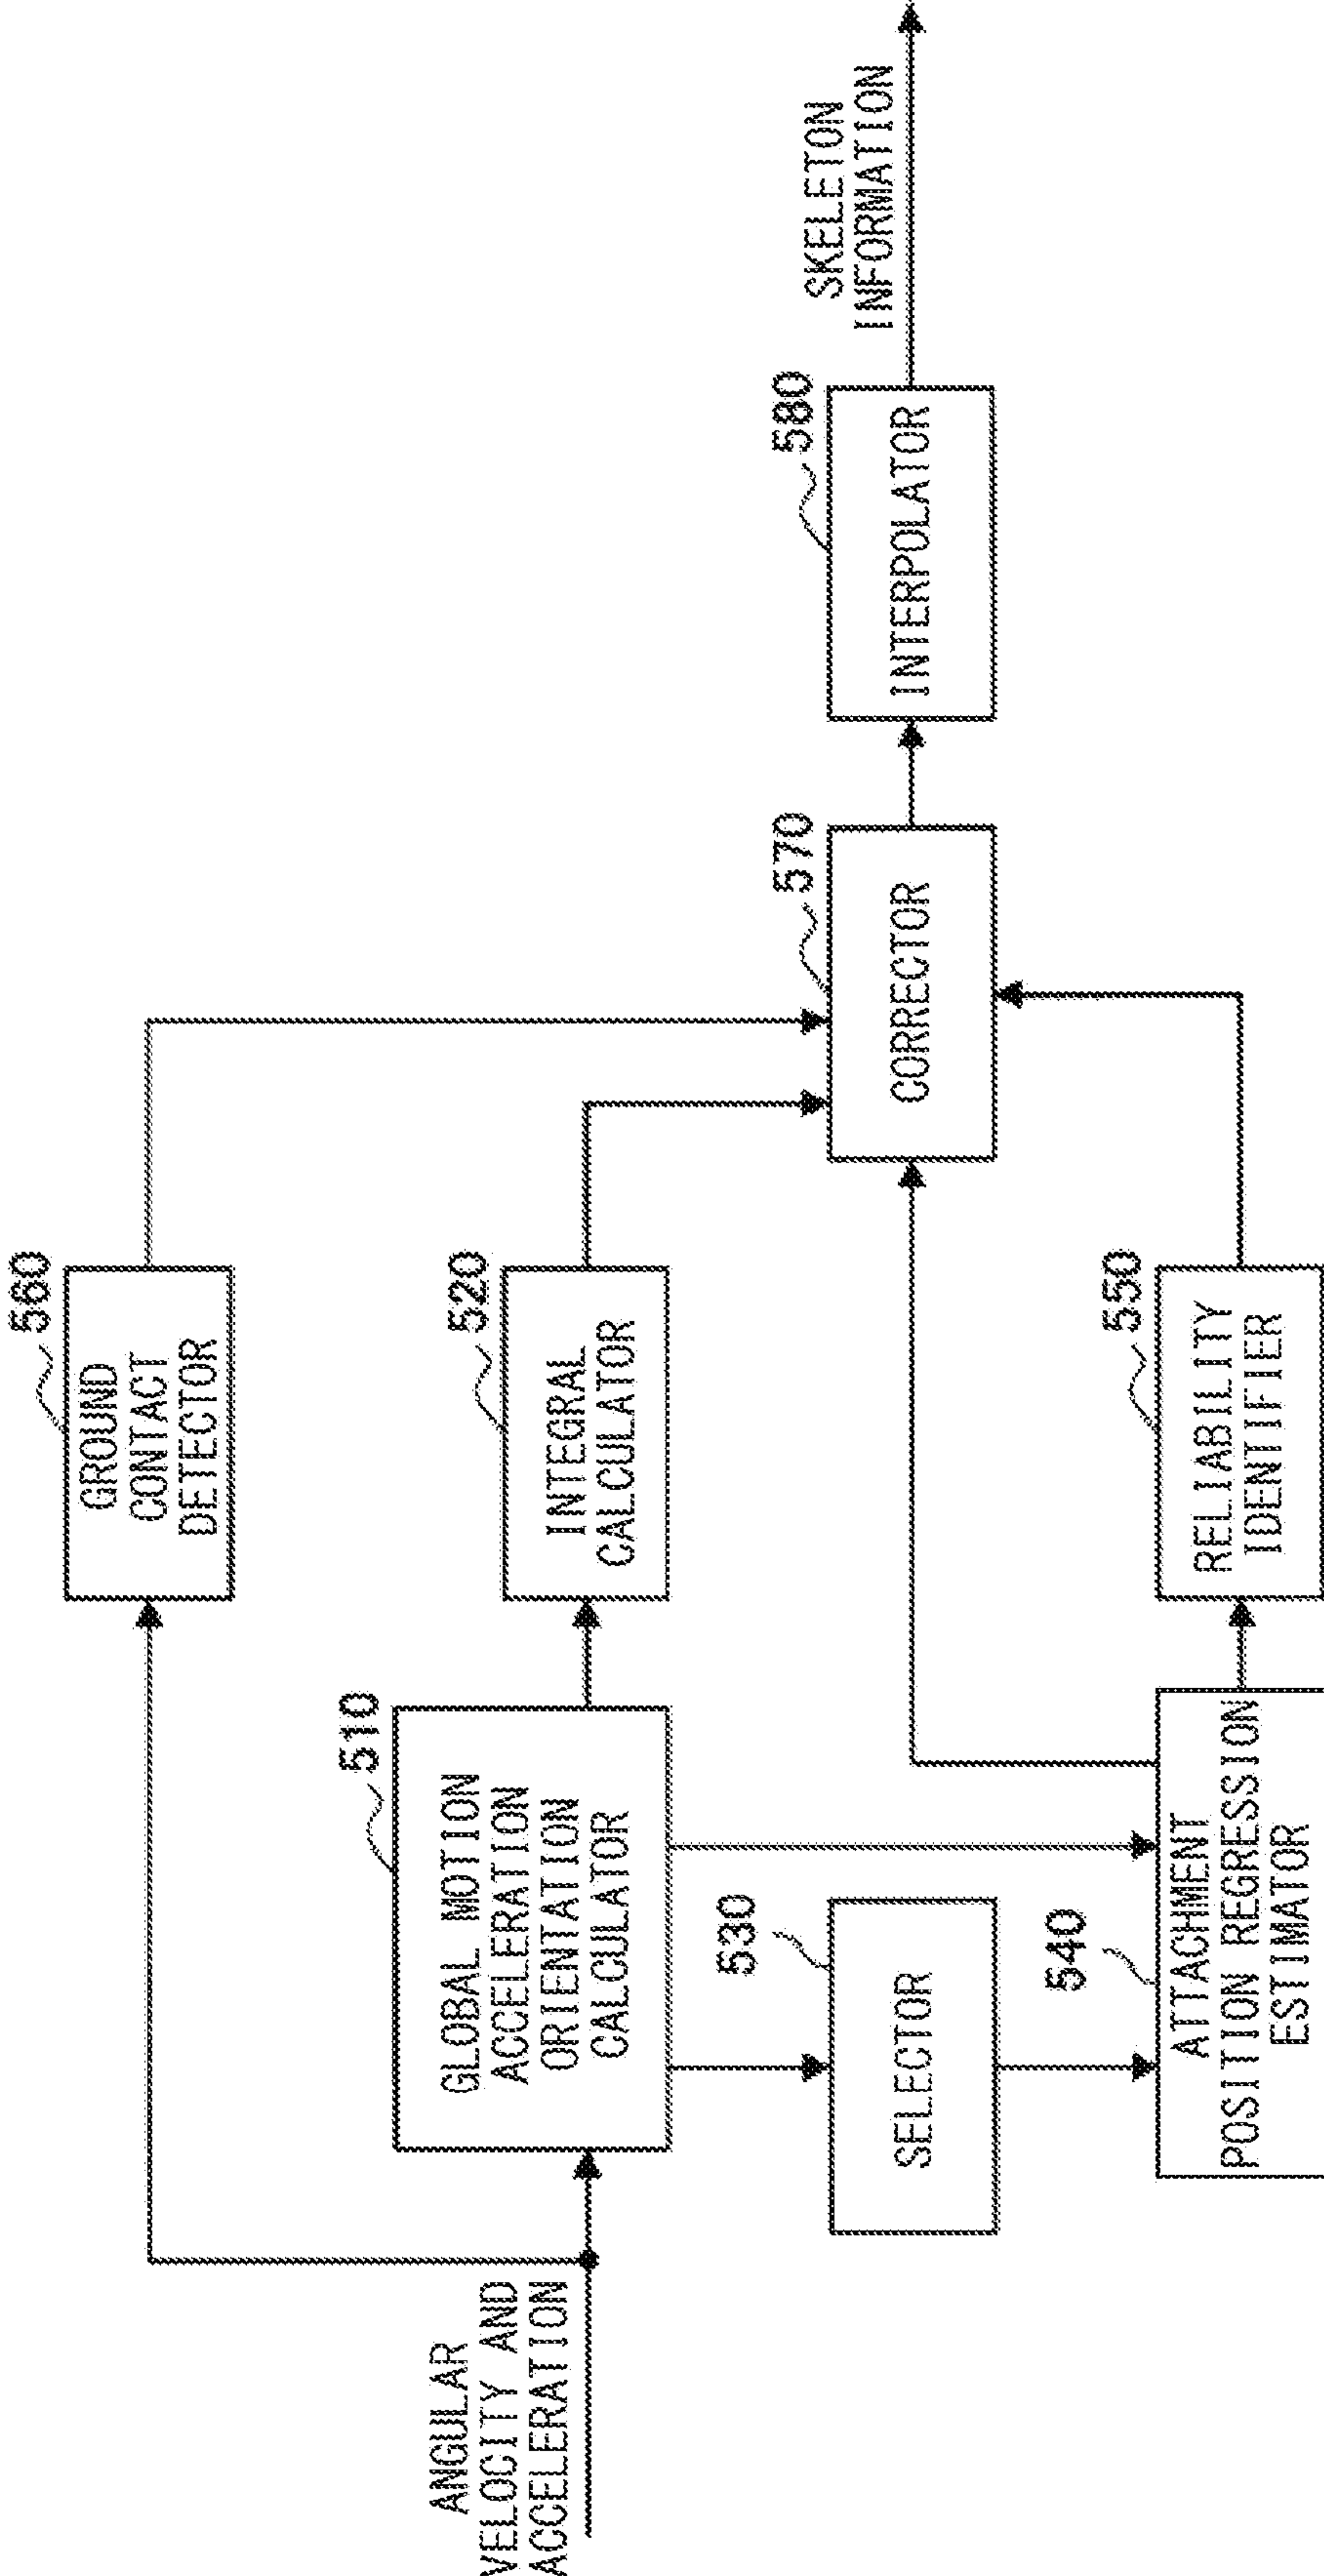 560
GROUND
CONTACT
DETECTOR
ANGULAR
VELOCITY AND
ACCELERATION
510
GLOBAL MOTION
ACCELERATION
ORIENTATION
CALCULATOR
520
INTEGRAL
CALCULATOR
530
SELECTOR
570
CORRECTOR
580
INTERPOLATOR
SKELETON
INFORMATION
540
ATTACHMENT
POSITION REGRESSION
ESTIMATOR
550
RELIABILITY
IDENTIFIER